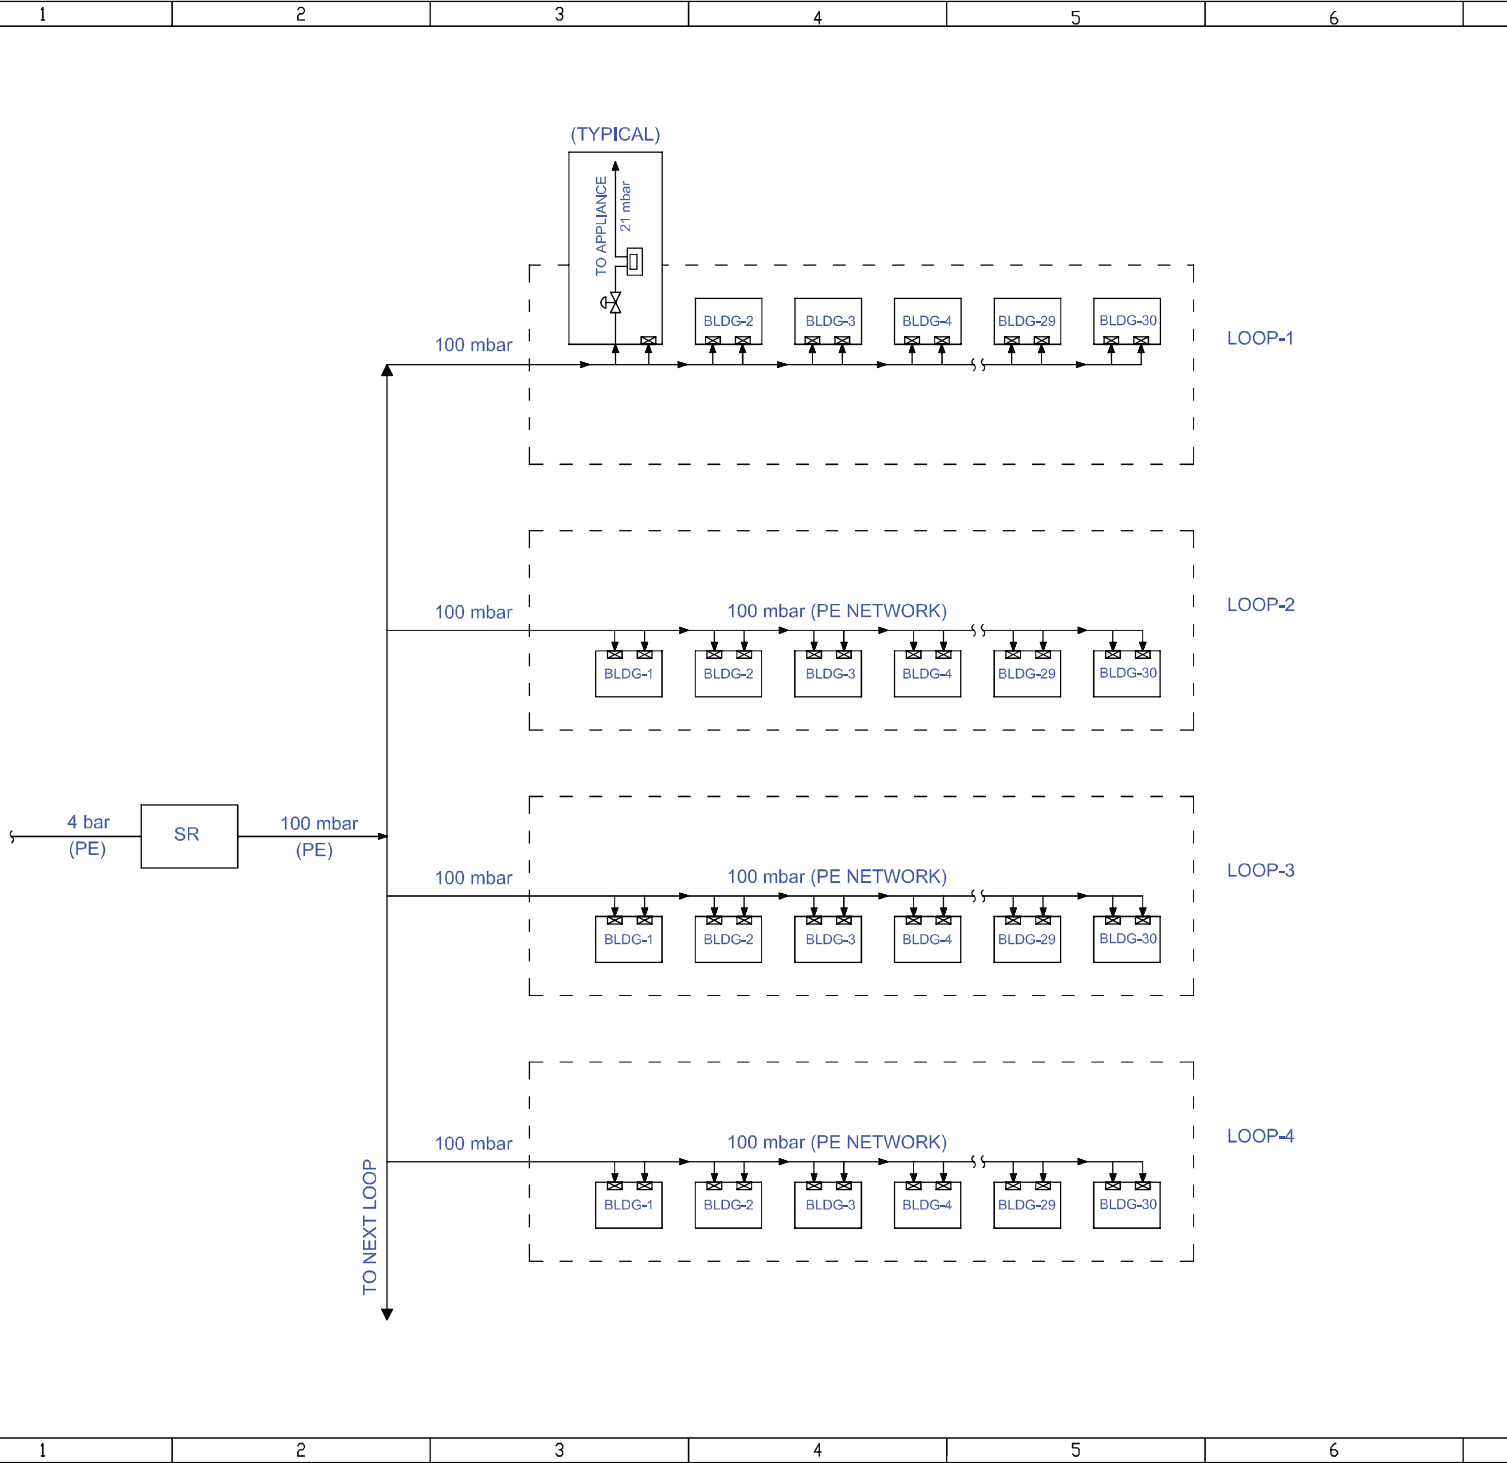 1 2 3 4 5 6
(TYPICAL)
TO APPLIANCE
21 mbar
BLDG-2 BLDG-3 BLDG-4 BLDG-29 BLDG-30
100 mbar
LOOP-1
100 mbar
100 mbar (PE NETWORK)
LOOP-2
BLDG-1 BLDG-2 BLDG-3 BLDG-4 BLDG-29 BLDG-30
4 bar
(PE)
SR
100 mbar
(PE)
100 mbar
100 mbar (PE NETWORK)
LOOP-3
BLDG-1 BLDG-2 BLDG-3 BLDG-4 BLDG-29 BLDG-30
100 mbar
100 mbar (PE NETWORK)
LOOP-4
BLDG-1 BLDG-2 BLDG-3 BLDG-4 BLDG-29 BLDG-30
TO NEXT LOOP
1 2 3 4 5 6